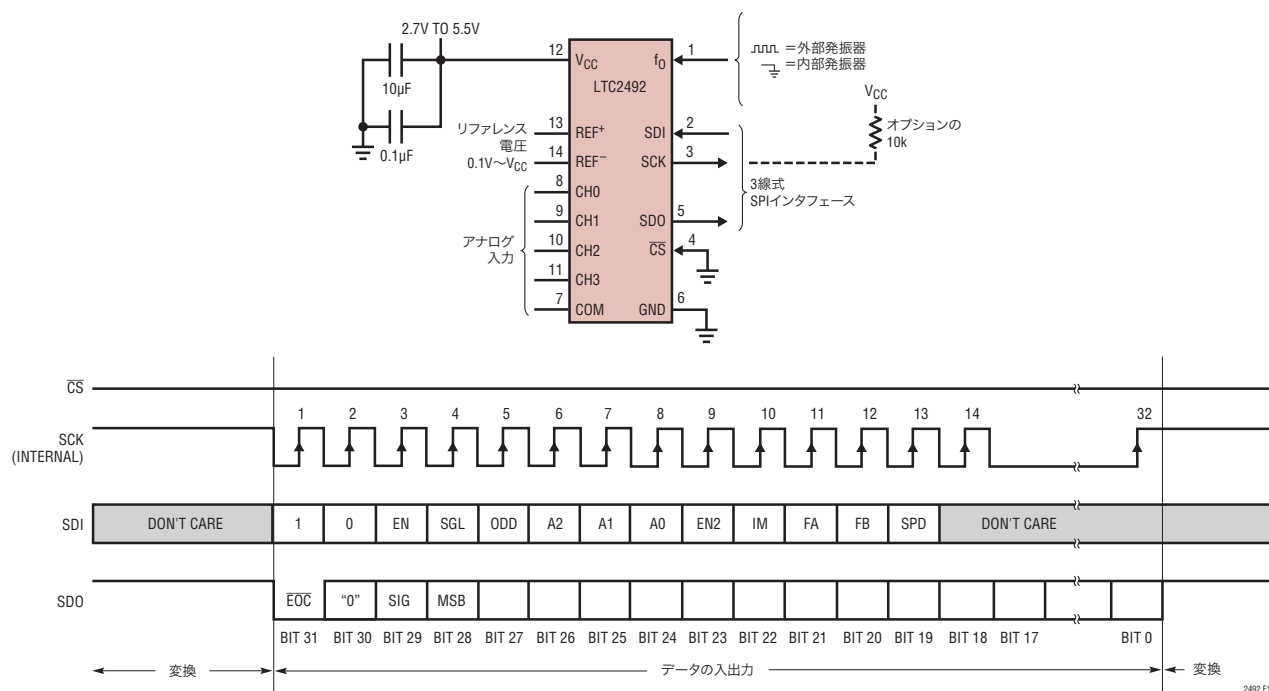 2.7V TO 5.5V
10µF
0.1µF
12
VCC
LTC2492
fO
1
=外部発振器
=内部発振器
リファレンス
電圧
0.1V～VCC
13
REF+
14
REF−
8
CH0
9
CH1
10
CH2
11
CH3
7
COM
アナログ
入力
SDI
2
SCK
3
SDO
5
CS
4
GND
6
3線式
SPIインタフェース
VCC
オプションの
10k
CS
SCK
(INTERNAL)
1 2 3 4 5 6 7 8 9 10 11 12 13 14 32
SDI
DON'T CARE 1 0 EN SGL ODD A2 A1 A0 EN2 IM FA FB SPD DON'T CARE
SDO
EOC "0" SIG MSB
BIT 31 BIT 30 BIT 29 BIT 28 BIT 27 BIT 26 BIT 25 BIT 24 BIT 23 BIT 22 BIT 21 BIT 20 BIT 19 BIT 18 BIT 17 BIT 0
変換 データの入出力 変換